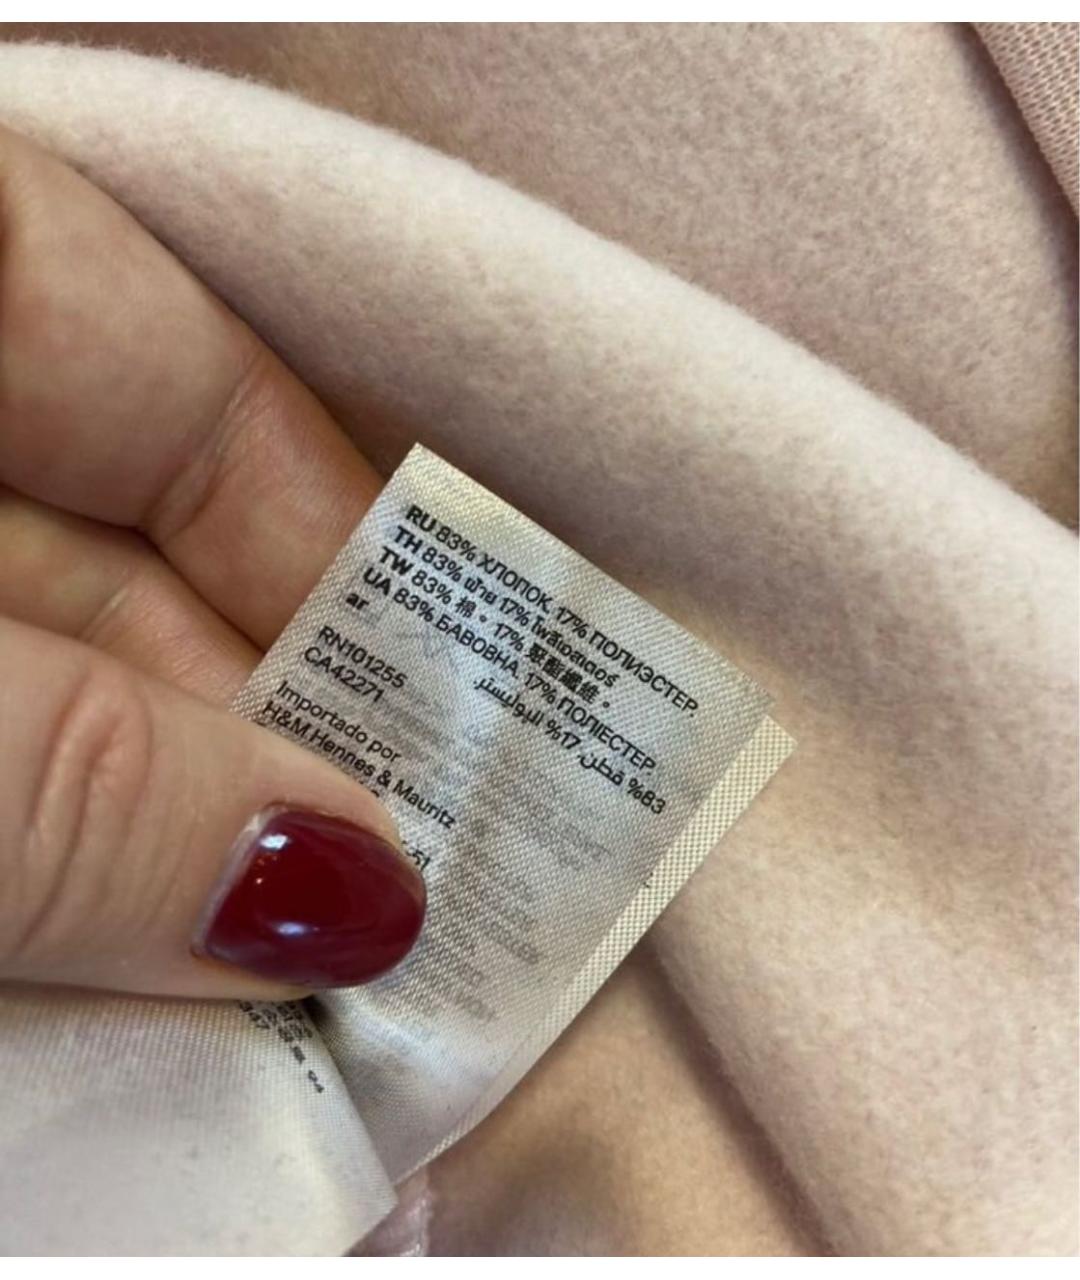 RU 83% ХЛОПОК, 17% ПОЛИЭСТЕР.
TH 83% ฝ้าย 17% โพลีเอสเตอร์
TW 83% 棉。17% 聚酯纖維。
UA 83% БАВОВНА, 17% ПОЛІЕСТЕР.
ar
83% قطن, 17% البوليستر.
RN101255
CA42271
Importado por
H&M Hennes & Mauritz
-51